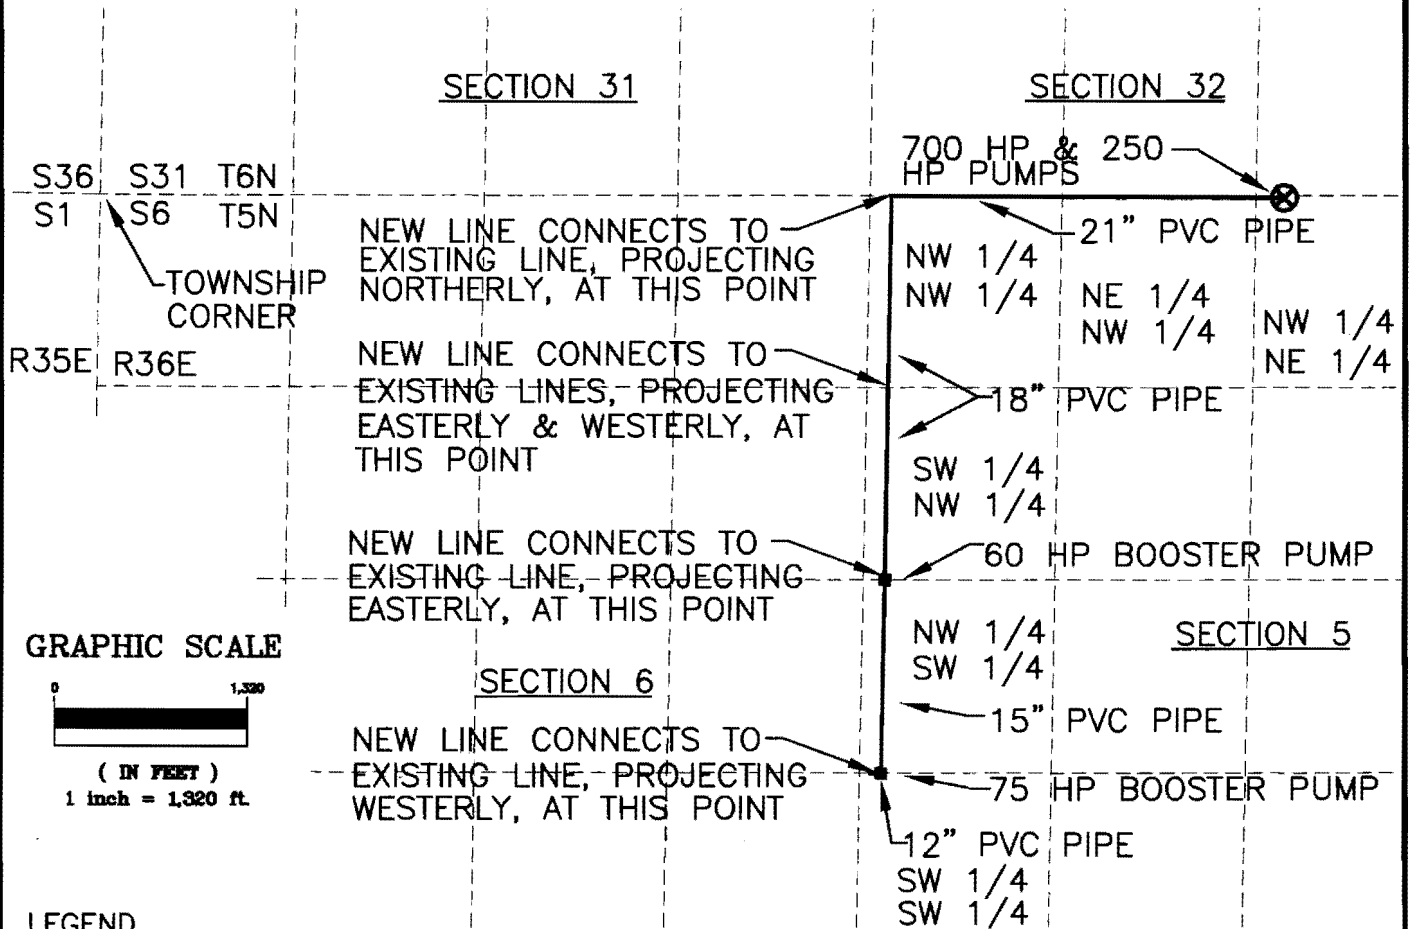 SECTION 31
SECTION 32
700 HP & 250
HP PUMPS
S36 S31 T6N
S1 S6 T5N
NEW LINE CONNECTS TO
EXISTING LINE, PROJECTING
NORTHERLY, AT THIS POINT
21" PVC PIPE
NW 1/4
NW 1/4
NE 1/4
NW 1/4
NW 1/4
NE 1/4
TOWNSHIP
CORNER
R35E R36E
NEW LINE CONNECTS TO
EXISTING LINES, PROJECTING
EASTERLY & WESTERLY, AT
THIS POINT
18" PVC PIPE
SW 1/4
NW 1/4
NEW LINE CONNECTS TO
EXISTING LINE, PROJECTING
EASTERLY, AT THIS POINT
60 HP BOOSTER PUMP
NW 1/4
SW 1/4
SECTION 5
GRAPHIC SCALE
0 1,320
( IN FEET )
1 inch = 1,320 ft.
SECTION 6
15" PVC PIPE
NEW LINE CONNECTS TO
EXISTING LINE, PROJECTING
WESTERLY, AT THIS POINT
75 HP BOOSTER PUMP
12" PVC PIPE
SW 1/4
SW 1/4
LEGEND